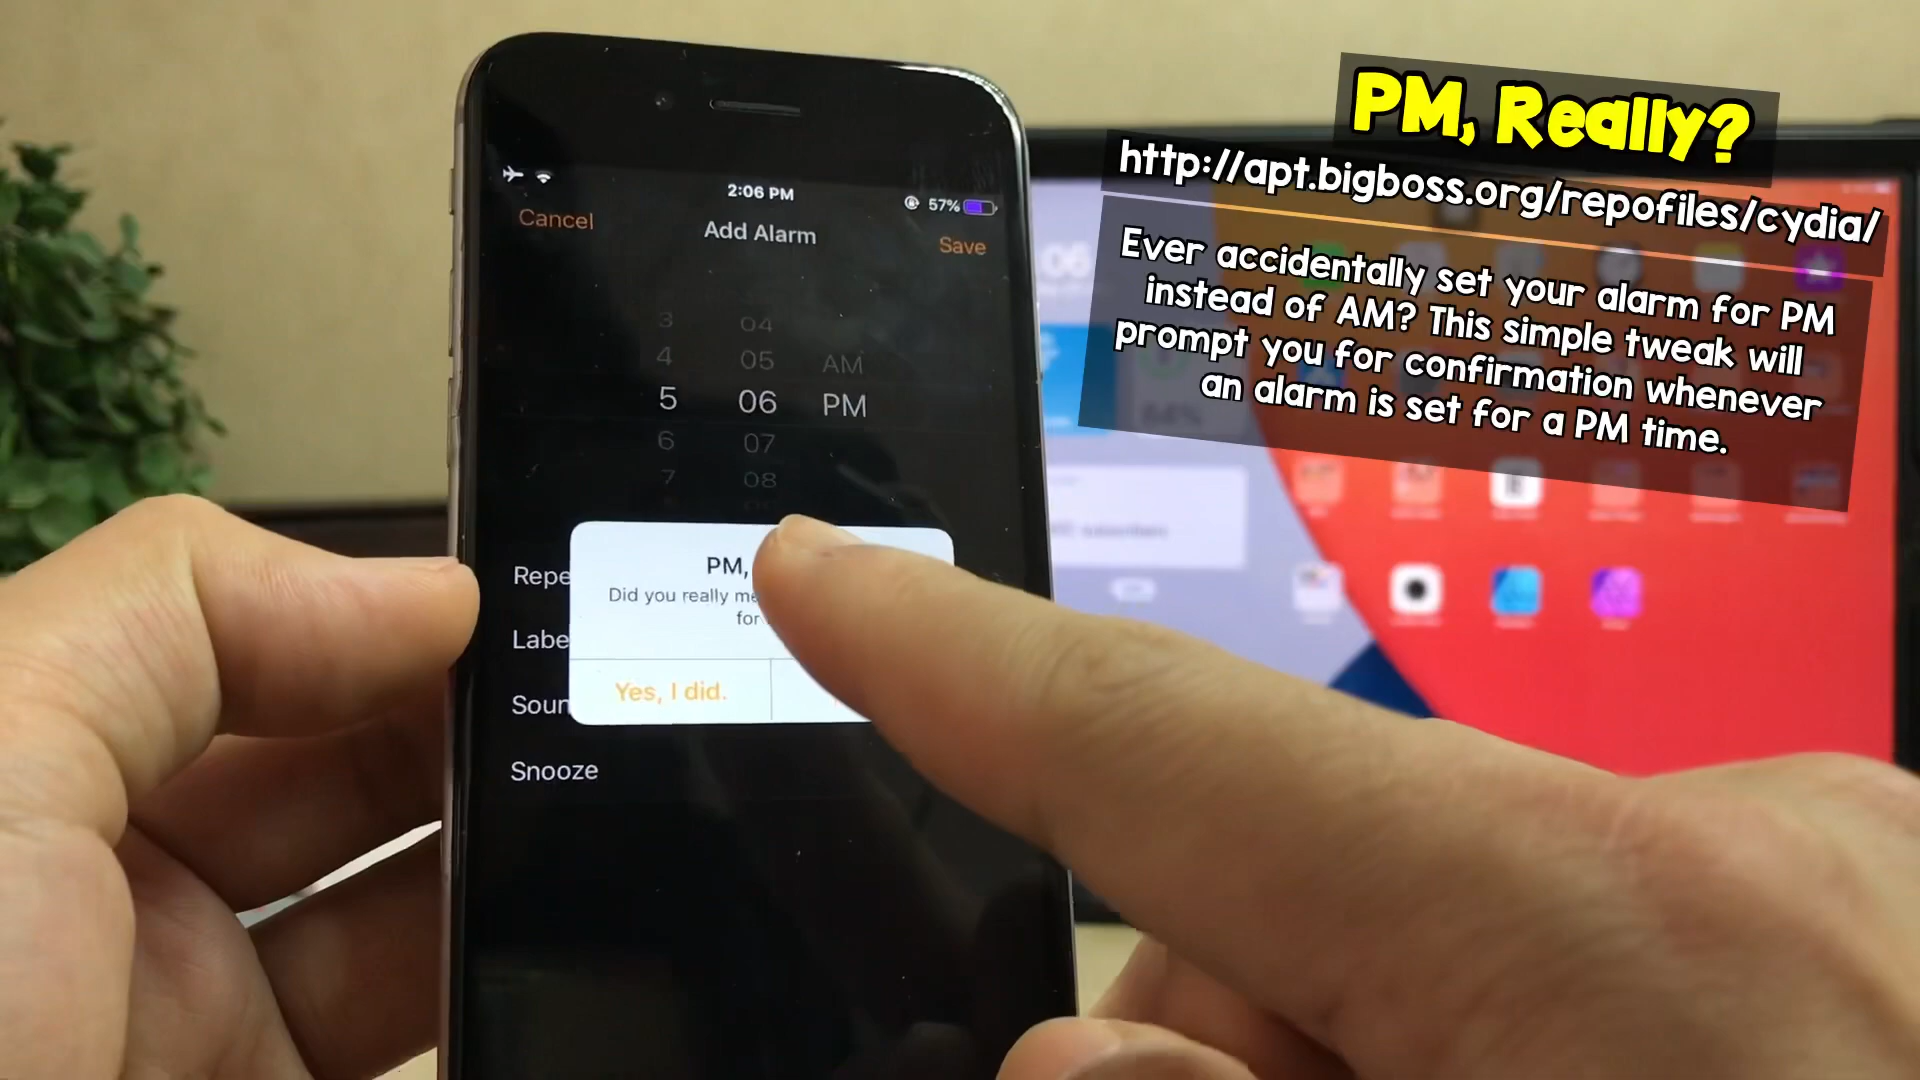 PM, Really?
http://apt.bigboss.org/repofiles/cydia/
Ever accidentally set your alarm for PM
instead of AM? This simple tweak will
prompt you for confirmation whenever
an alarm is set for a PM time.
2:06 PM
57%
Cancel
Add Alarm
Save
3 04
4 05 AM
5 06 PM
6 07
7 08
PM,
Did you really
for
Yes, I did.
Snooze